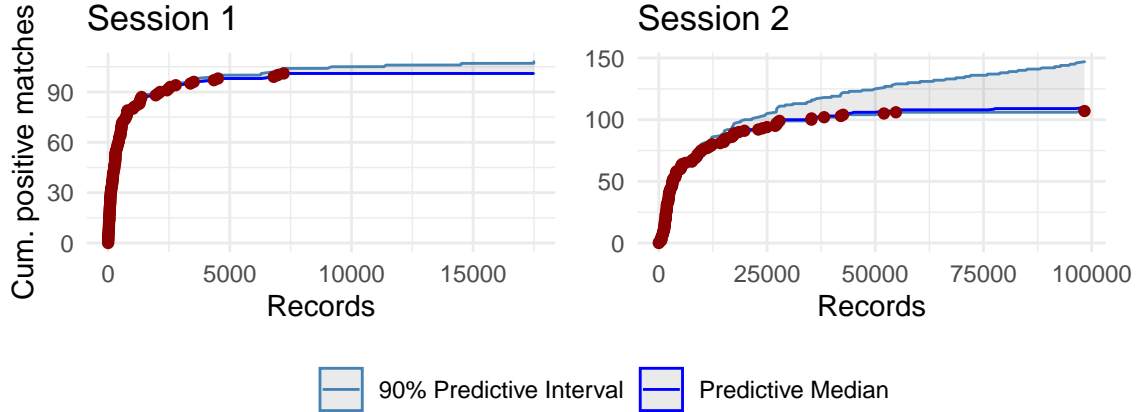 Session 1
Session 2
Cum. positive matches
90
60
30
0
150
100
50
0
0 5000 10000 15000
0 25000 50000 75000 100000
Records
Records
90% Predictive Interval Predictive Median